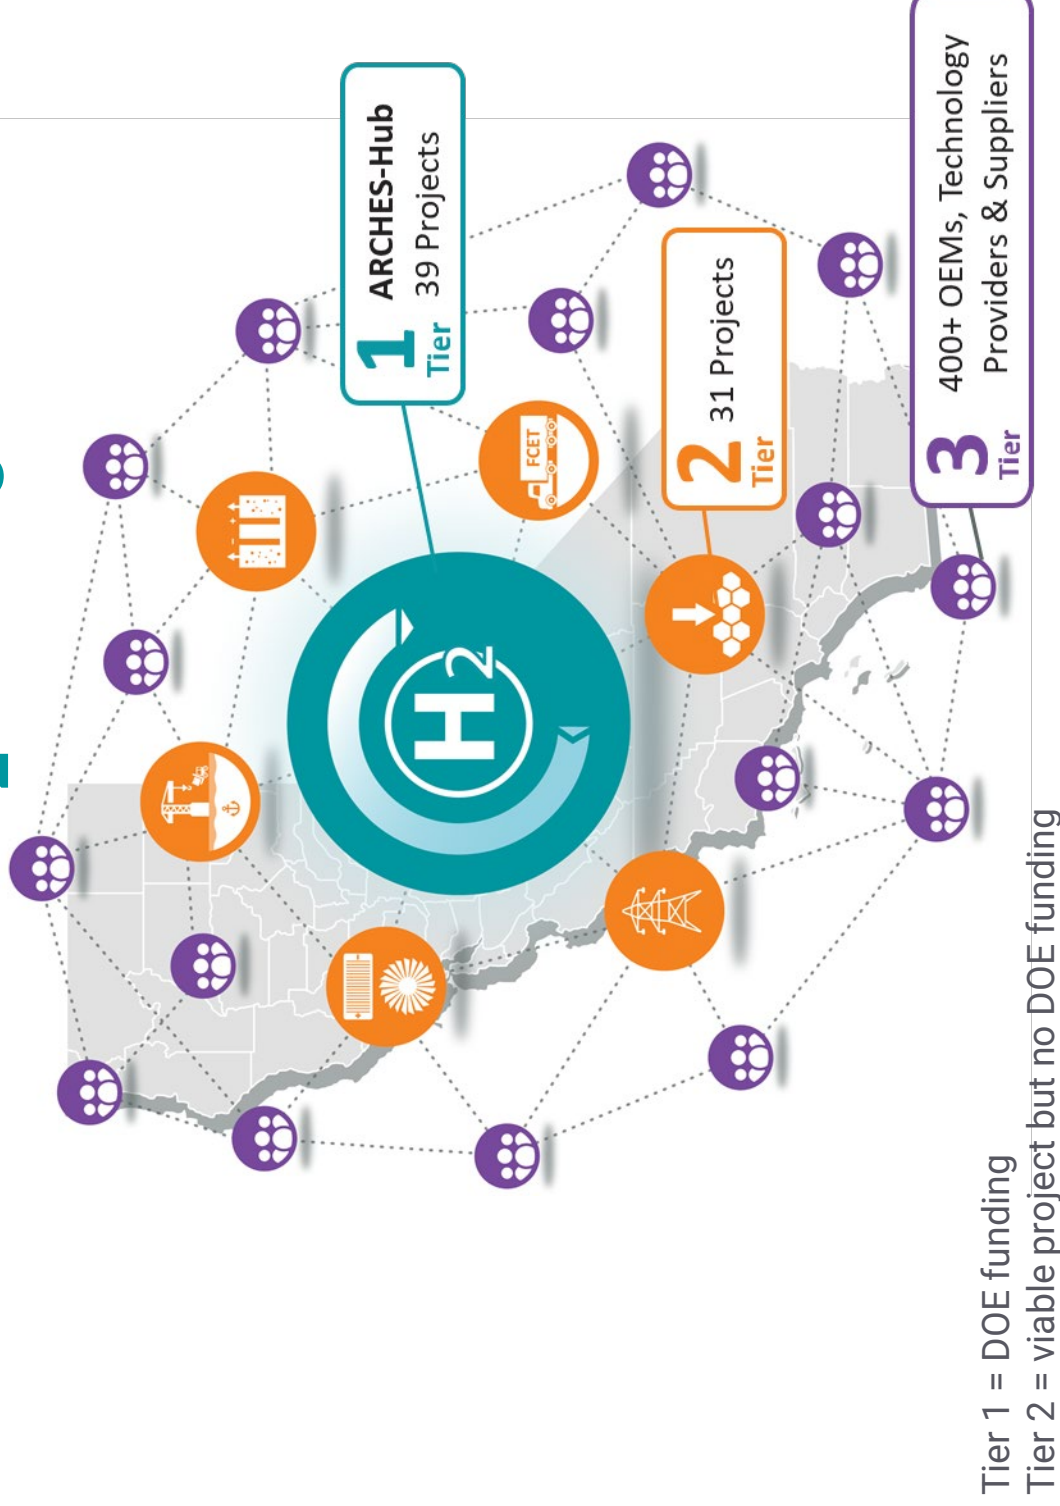 1
Tier
ARCHES-Hub
39 Projects
FCET
H2
2
Tier
31 Projects
3
Tier
400+ OEMs, Technology
Providers & Suppliers
Tier 1 = DOE funding
Tier 2 = viable project but no DOE funding